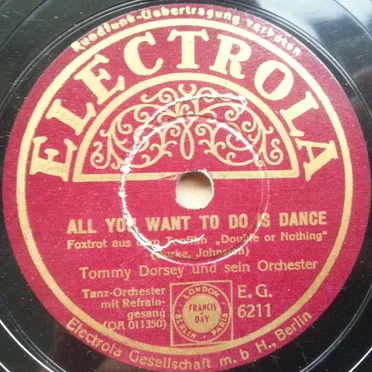 Rundfunk-Uebertragung verboten
ELECTROLA
ALL YOU WANT TO DO IS DANCE
Foxtrot aus dem Tonfilm „Double or Nothing"
(Burke, Johnston)
Tommy Dorsey und sein Orchester
Tanz-Orchester
mit Refrain-
gesang
(OA 011350)
LONDON
FRANCIS
&
DAY
BERLIN - PARIS
E.G.
6211
Electrola Gesellschaft m. b H., Berlin